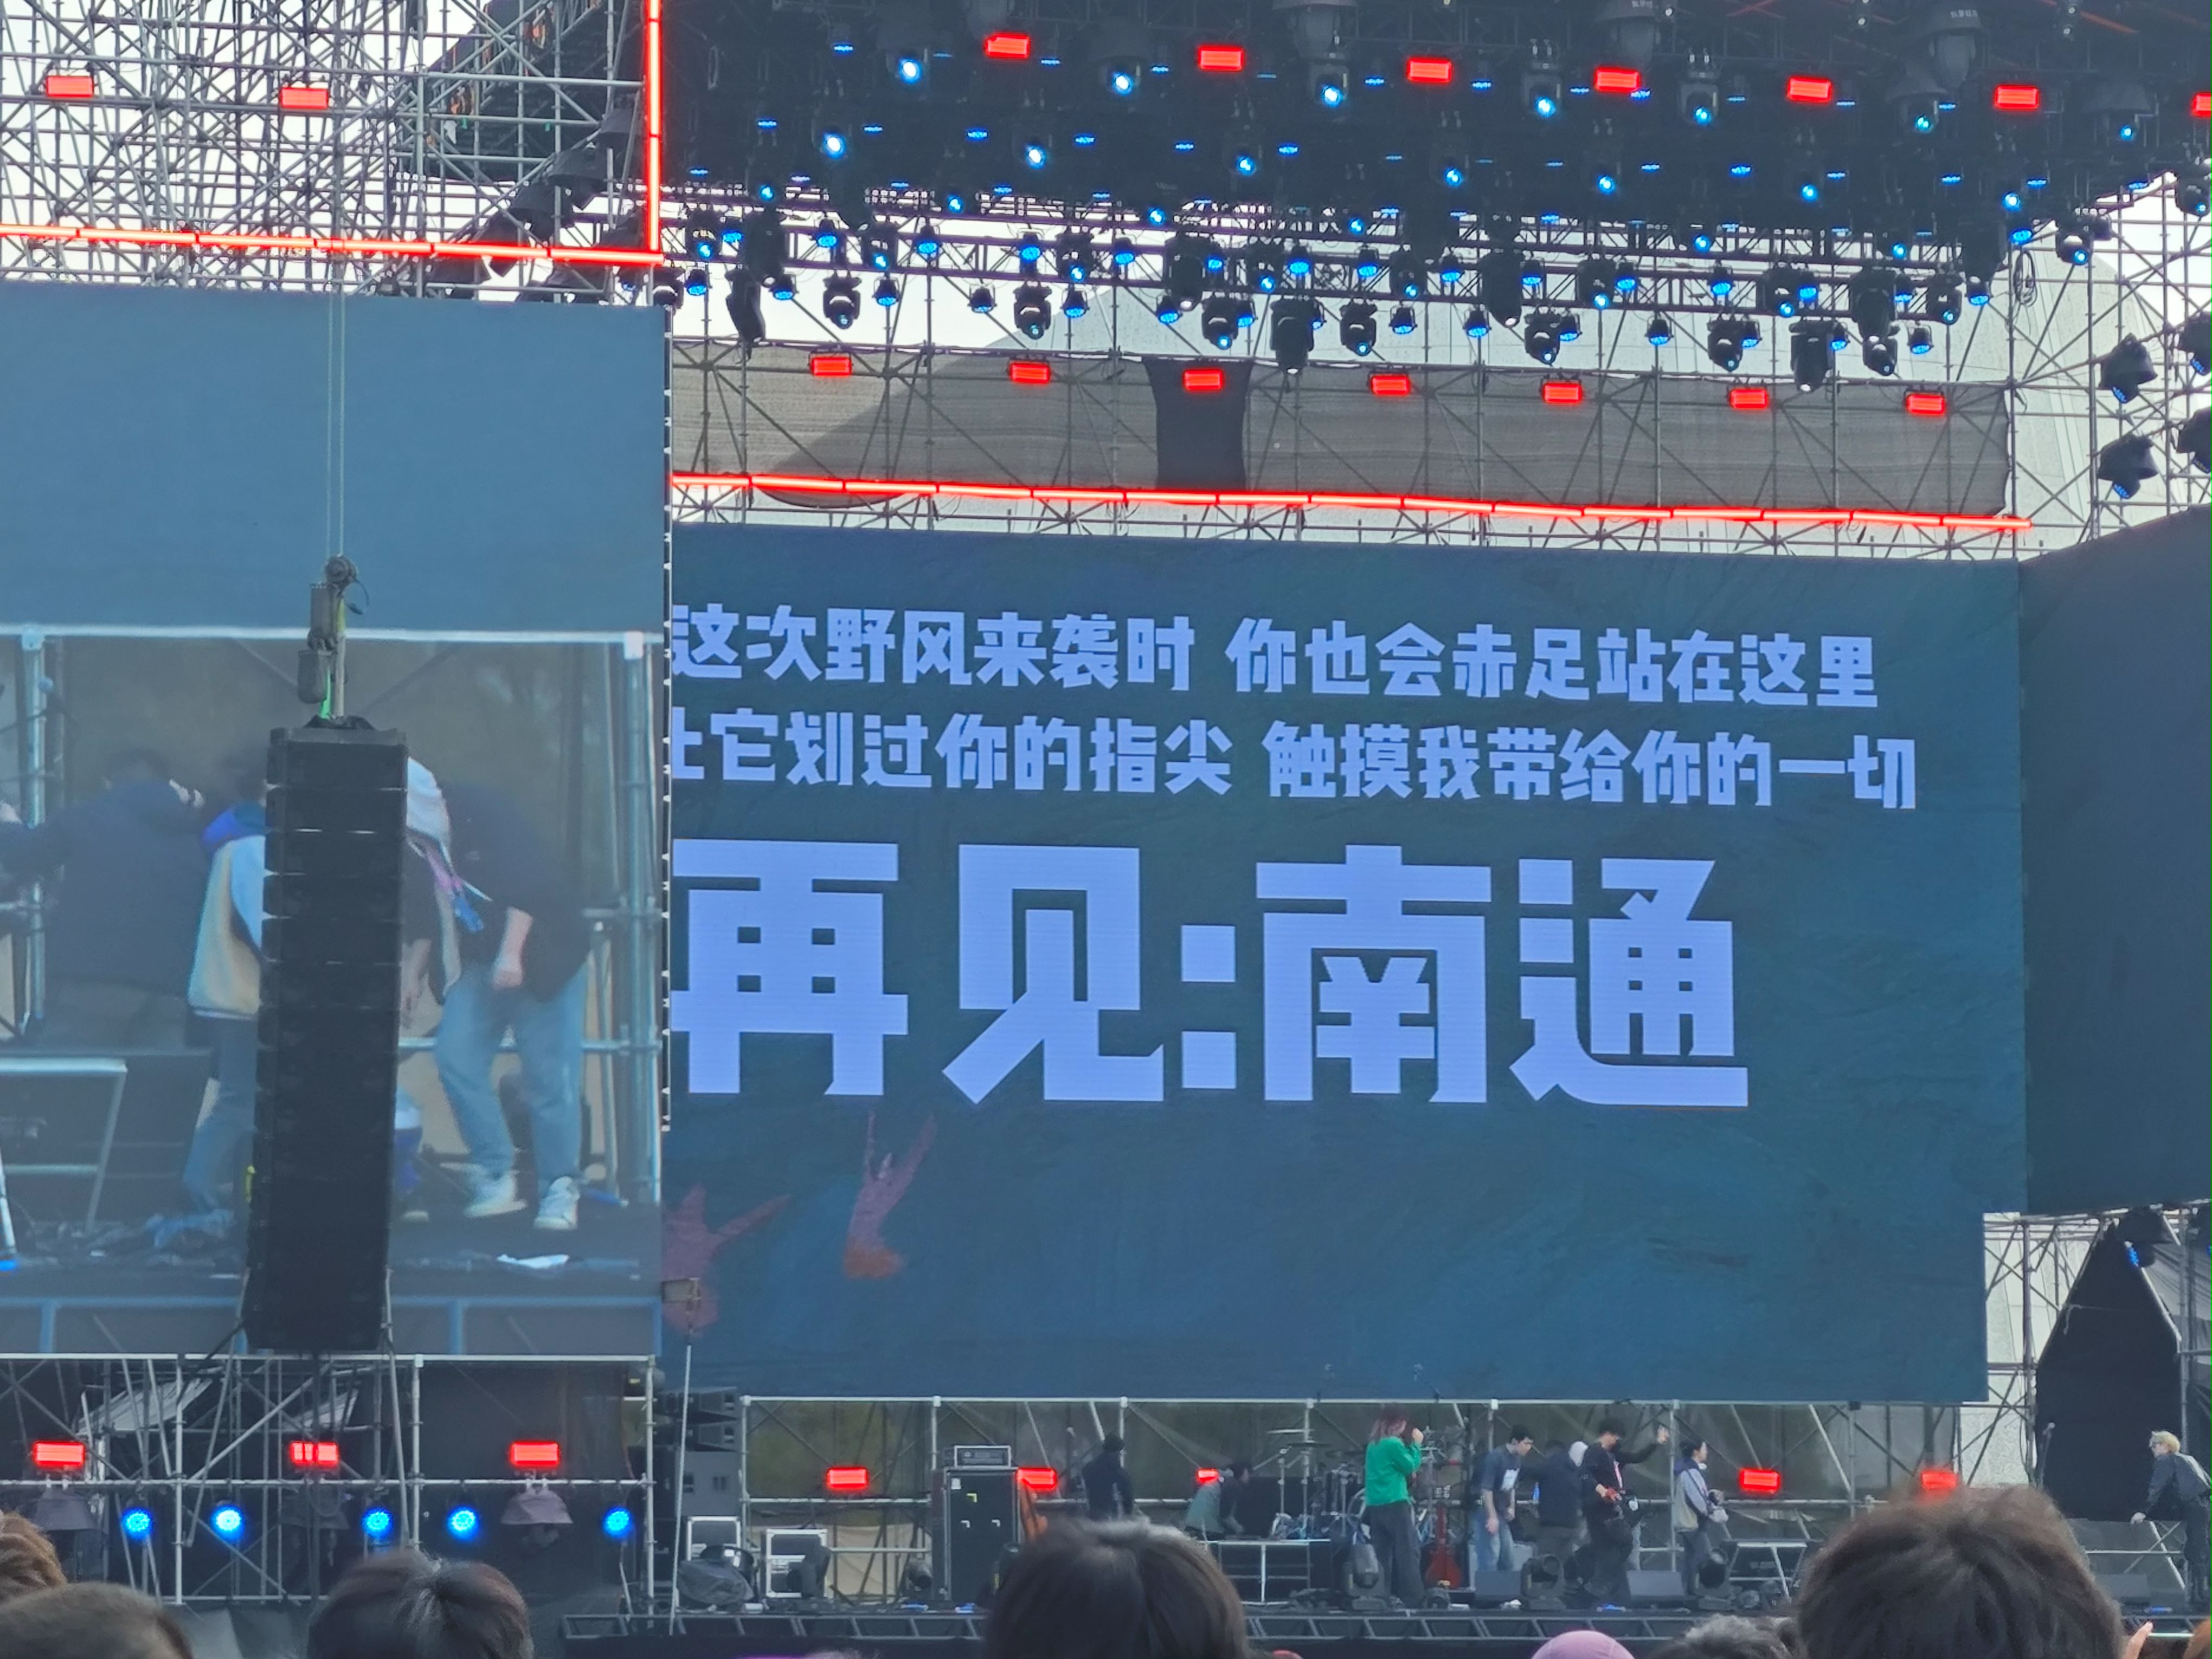 这次野风来袭时 你也会赤足站在这里
让它划过你的指尖 触摸我带给你的一切
再见:南通